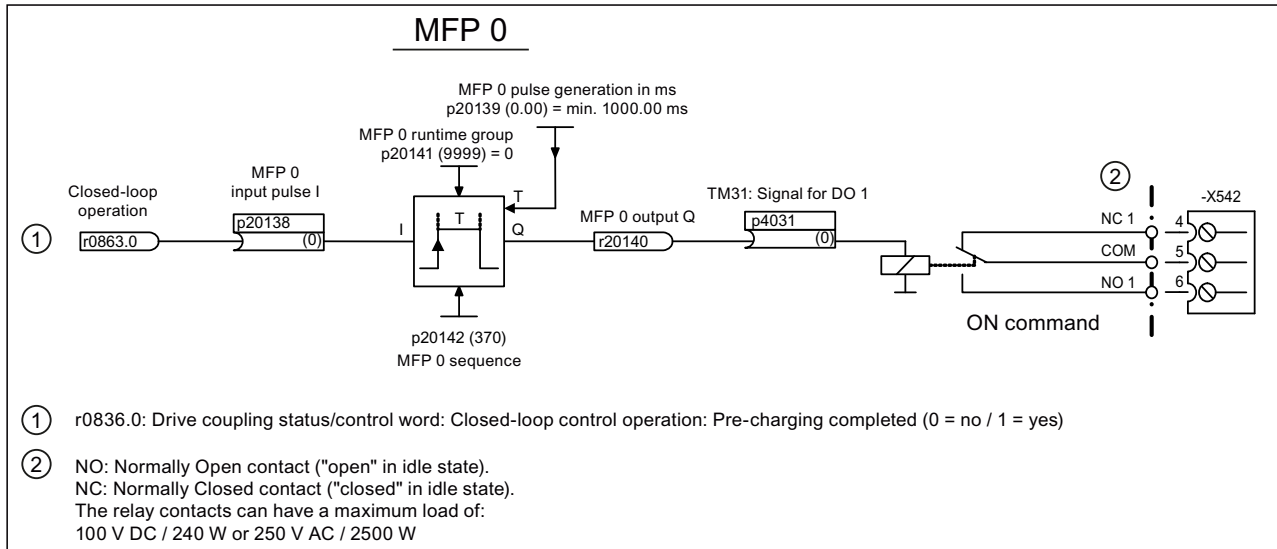 MFP 0
MFP 0 pulse generation in ms
p20139 (0.00) = min. 1000.00 ms
MFP 0 runtime group
p20141 (9999) = 0
MFP 0
input pulse I
Closed-loop
operation
TM31: Signal for DO 1
2
-X542
1
r0863.0
p20138
(0)
I
T
T
Q
MFP 0 output Q
r20140
p4031
(0)
NC 1
4
COM
5
NO 1
6
ON command
p20142 (370)
MFP 0 sequence
1 r0836.0: Drive coupling status/control word: Closed-loop control operation: Pre-charging completed (0 = no / 1 = yes)
2 NO: Normally Open contact ("open" in idle state).
NC: Normally Closed contact ("closed" in idle state).
The relay contacts can have a maximum load of:
100 V DC / 240 W or 250 V AC / 2500 W